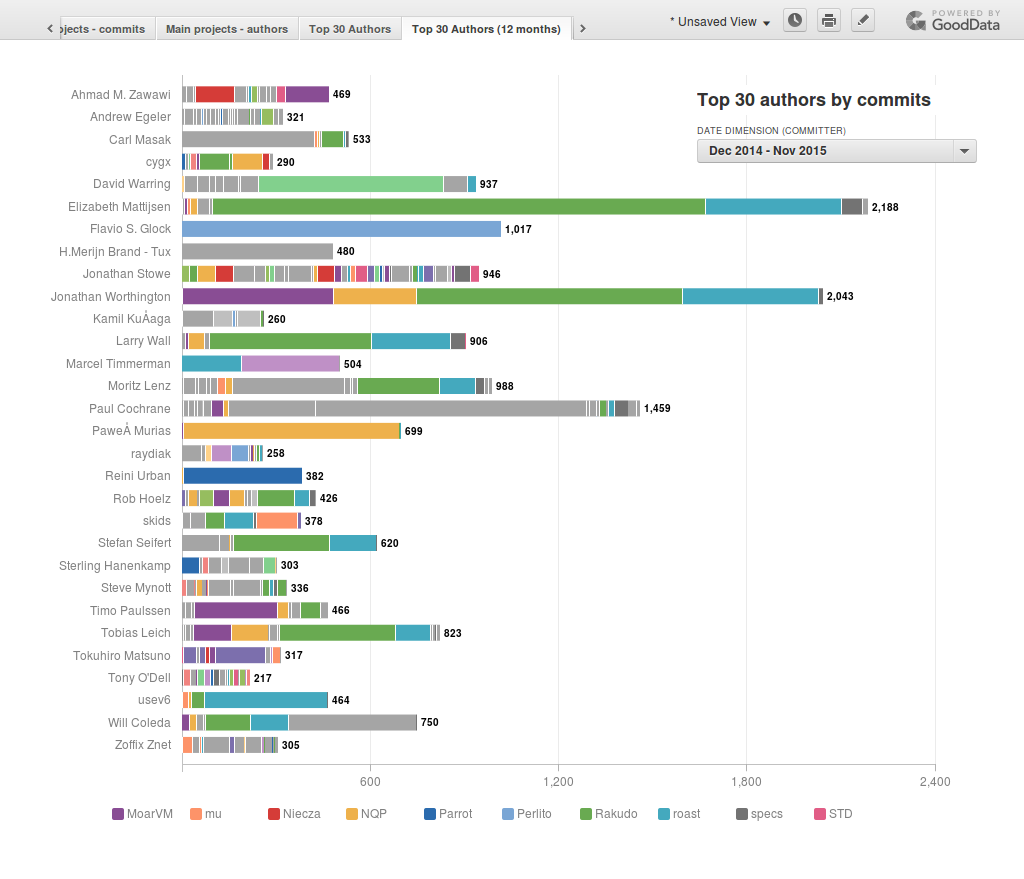 ojects - commits
Main projects - authors
Top 30 Authors
Top 30 Authors (12 months)
* Unsaved View
POWERED BY
GoodData
Top 30 authors by commits
DATE DIMENSION (COMMITTER)
Dec 2014 - Nov 2015
Ahmad M. Zawawi 469
Andrew Egeler 321
Carl Masak 533
cygx 290
David Warring 937
Elizabeth Mattijsen 2,188
Flavio S. Glock 1,017
H.Merijn Brand - Tux 480
Jonathan Stowe 946
Jonathan Worthington 2,043
Kamil KuÅaga 260
Larry Wall 906
Marcel Timmerman 504
Moritz Lenz 988
Paul Cochrane 1,459
PaweÅ Murias 699
raydiak 258
Reini Urban 382
Rob Hoelz 426
skids 378
Stefan Seifert 620
Sterling Hanenkamp 303
Steve Mynott 336
Timo Paulssen 466
Tobias Leich 823
Tokuhiro Matsuno 317
Tony O'Dell 217
usev6 464
Will Coleda 750
Zoffix Znet 305
600 1,200 1,800 2,400
MoarVM mu Niecza NQP Parrot Perlito Rakudo roast specs STD